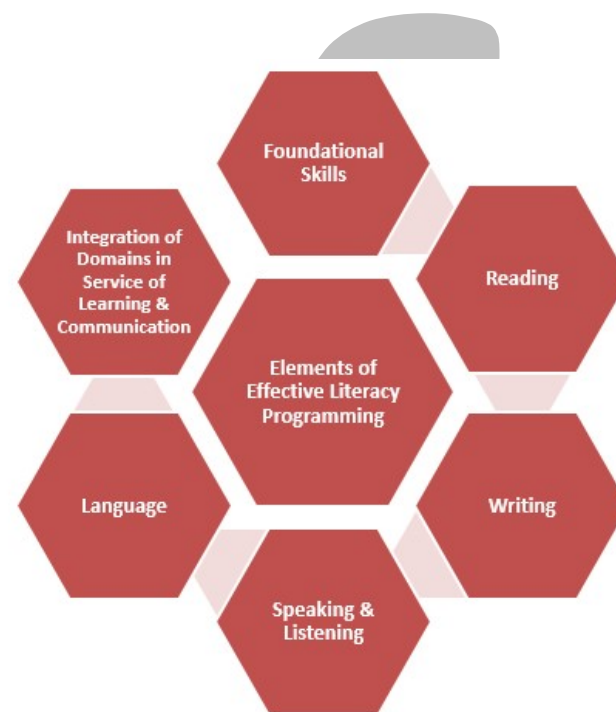 Foundational
Skills
Integration of
Domains in
Service of
Learning &
Communication
Reading
Elements of
Effective Literacy
Programming
Language
Writing
Speaking &
Listening